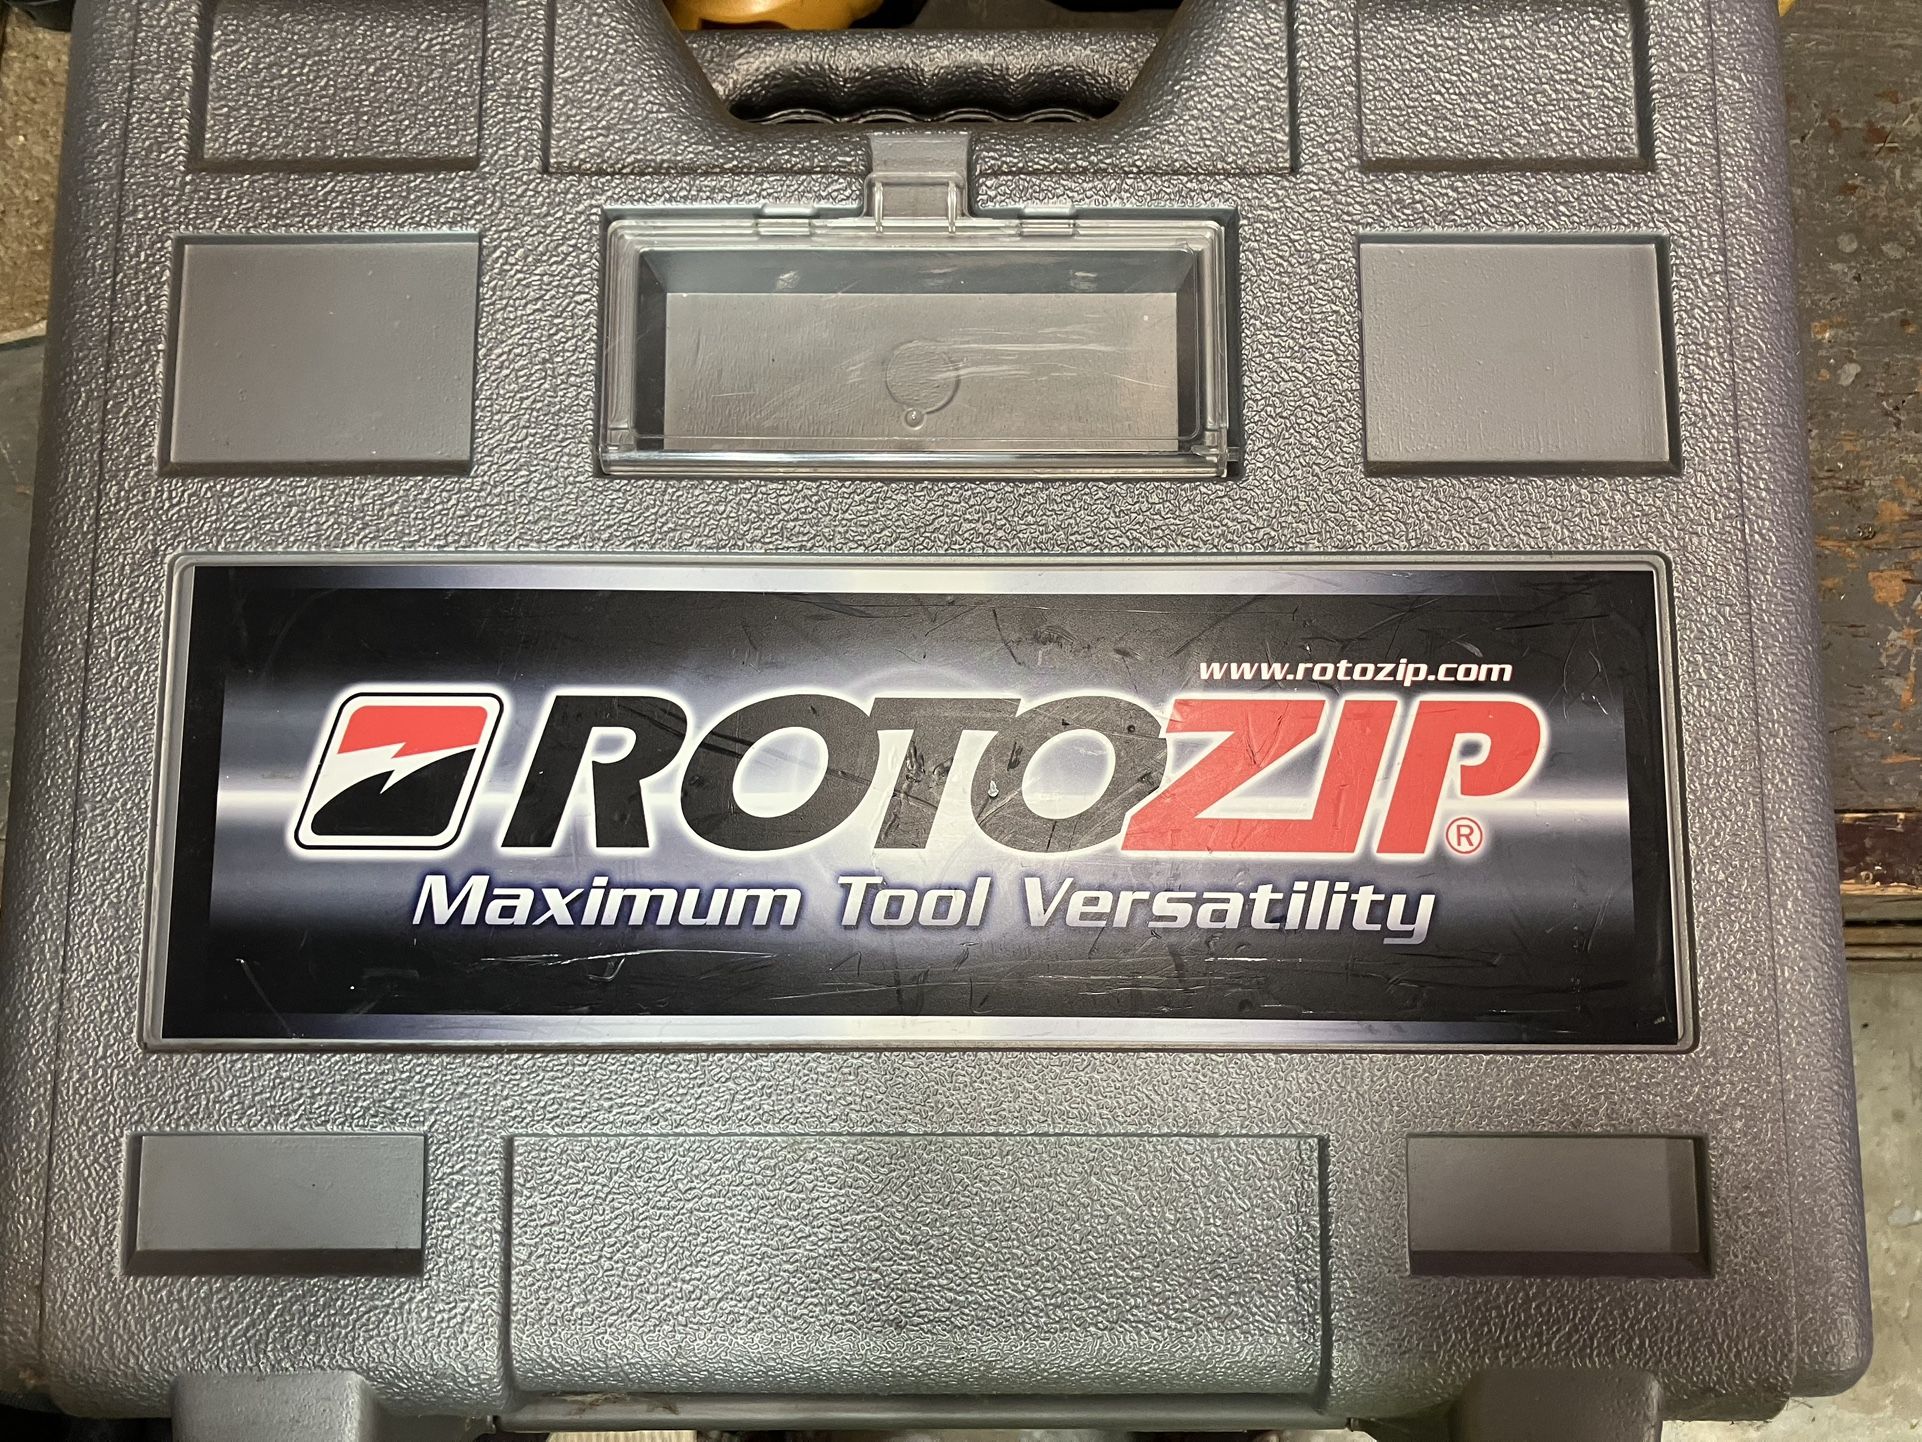 www.rotozip.com
ROTOZIP®
Maximum Tool Versatility